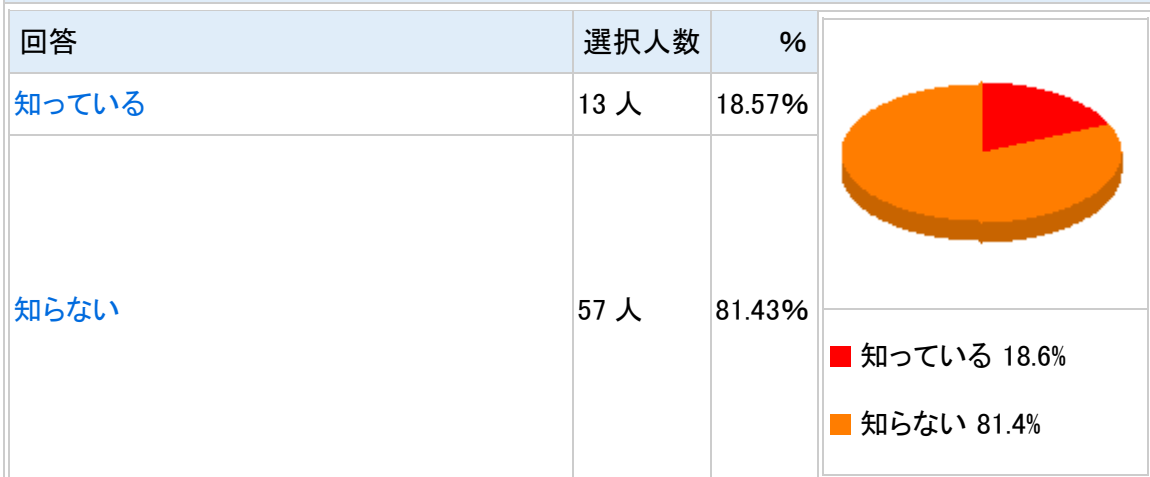 回答 選択人数 %
知っている 13 人 18.57%
知らない 57 人 81.43%
知っている 18.6%
知らない 81.4%